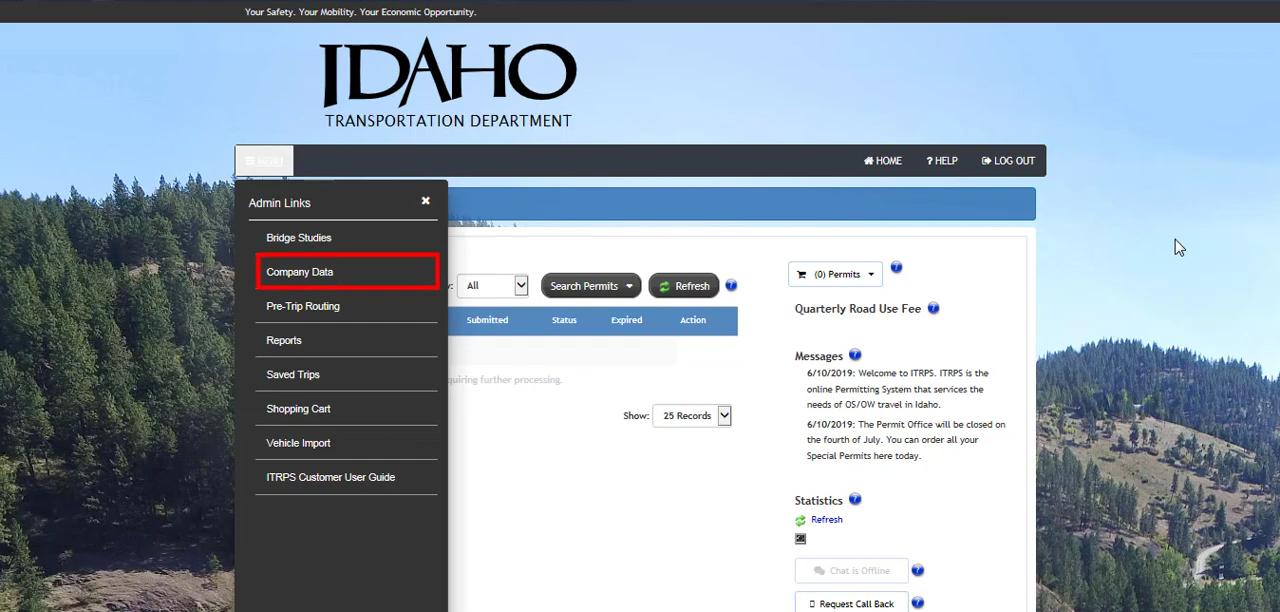 Your Safety. Your Mobility. Your Economic Opportunity.
IDAHO
TRANSPORTATION DEPARTMENT
MENU
HOME
? HELP
LOG OUT
Admin Links
Bridge Studies
Company Data
Pre-Trip Routing
Reports
Saved Trips
Shopping Cart
Vehicle Import
ITRPS Customer User Guide
All
Search Permits
Refresh
?
Submitted Status Expired Action
quiring further processing.
Show: 25 Records
(0) Permits
?
Quarterly Road Use Fee ?
Messages ?
6/10/2019: Welcome to ITRPS. ITRPS is the
online Permitting System that services the
needs of OS/OW travel in Idaho.
6/10/2019: The Permit Office will be closed on
the fourth of July. You can order all your
Special Permits here today.
Statistics ?
Refresh
Chat is Offline ?
Request Call Back ?